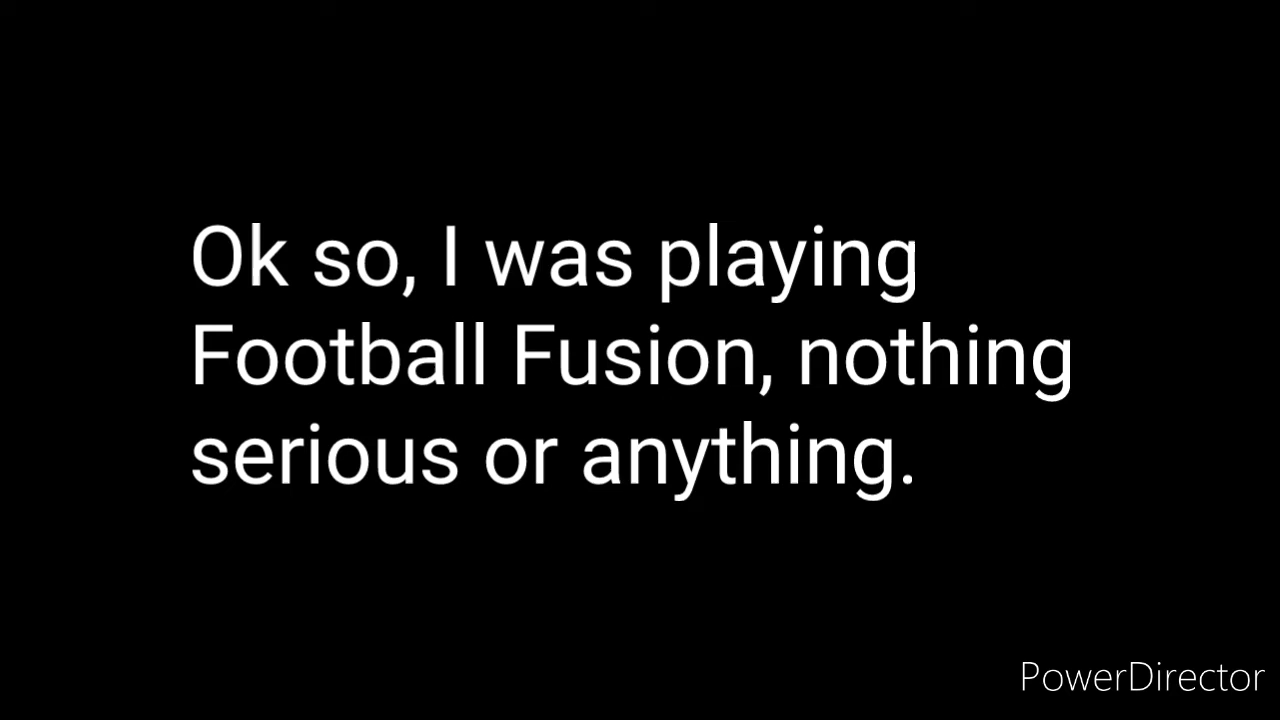 Ok so, I was playing
Football Fusion, nothing
serious or anything.
PowerDirector